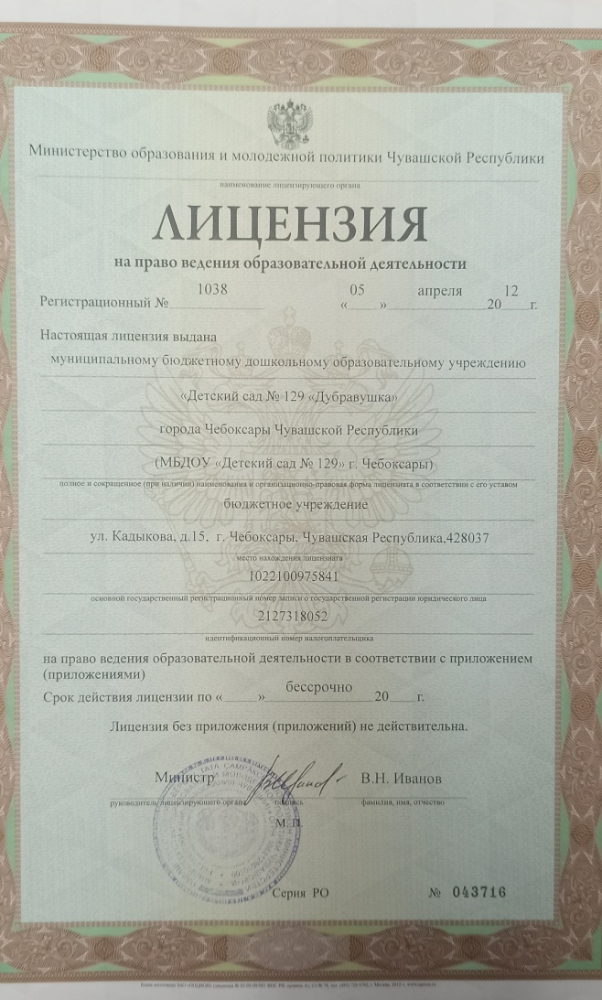 Министерство образования и молодежной политики Чувашской Республики
наименование лицензирующего органа
ЛИЦЕНЗИЯ
на право ведения образовательной деятельности
Регистрационный № 1038 « 05 » апреля 20 12 г.
Настоящая лицензия выдана
муниципальному бюджетному дошкольному образовательному учреждению
«Детский сад № 129 «Дубравушка»
города Чебоксары Чувашской Республики
(МБДОУ «Детский сад № 129» г. Чебоксары)
полное и сокращенное (при наличии) наименования и организационно-правовая форма лицензиата в соответствии с его уставом
бюджетное учреждение
ул. Кадыкова, д.15, г. Чебоксары, Чувашская Республика,428037
место нахождения лицензиата
1022100975841
основной государственный регистрационный номер записи о государственной регистрации юридического лица
2127318052
идентификационный номер налогоплательщика
на право ведения образовательной деятельности в соответствии с приложением
(приложениями)
Срок действия лицензии по « » бессрочно 20 г.
Лицензия без приложения (приложений) не действительна.
Министр В.Н. Иванов
руководитель лицензирующего органа подпись фамилия, имя, отчество
М.П.
Серия РО № 043716